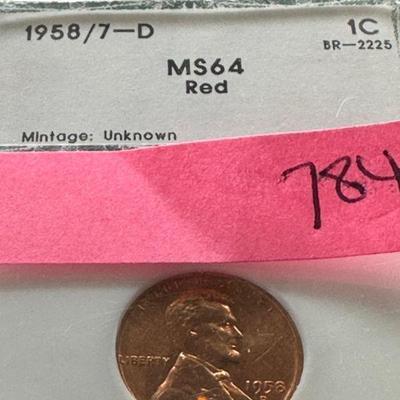 1958/7-D 1C
BR-2225
MS64
Red
Mintage: Unknown
784
LIBERTY
1958
D